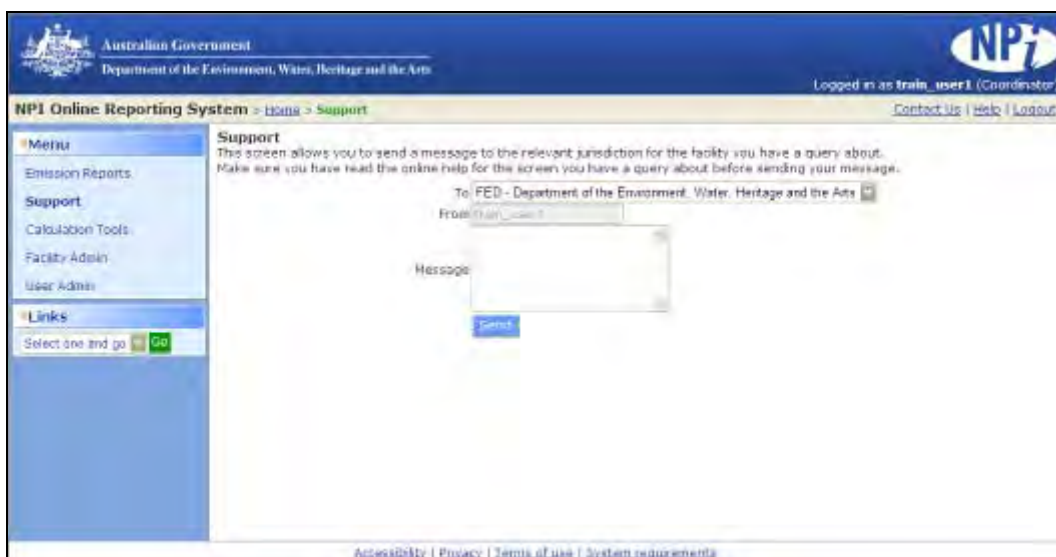 Australian Government
Department of the Environment, Water, Heritage and the Arts
NPi
Logged in as train_user1 (Coordinator)
NPI Online Reporting System > Home > Support
Contact Us | Help | Logout
Menu
Emission Reports
Support
Calculation Tools
Facility Admin
User Admin
Links
Select one and go Go
Support
This screen allows you to send a message to the relevant jurisdiction for the facility you have a query about.
Make sure you have read the online help for the screen you have a query about before sending your message.
To FED - Department of the Environment, Water, Heritage and the Arts
From train_user1
Message
Send
Accessibility | Privacy | Terms of use | System requirements